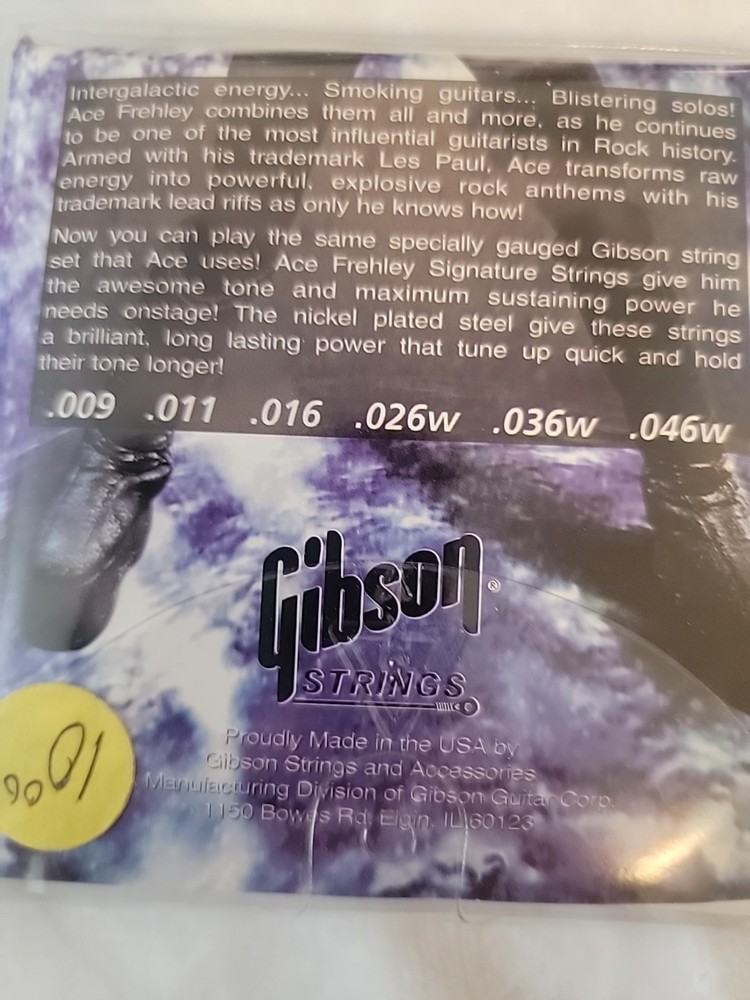 Intergalactic energy... Smoking guitars... Blistering solos!
Ace Frehley combines them all and more, as he continues
to be one of the most influential guitarists in Rock history.
Armed with his trademark Les Paul, Ace transforms raw
energy into powerful, explosive rock anthems with his
trademark lead riffs as only he knows how!
Now you can play the same specially gauged Gibson string
set that Ace uses! Ace Frehley Signature Strings give him
the awesome tone and maximum sustaining power he
needs onstage! The nickel plated steel give these strings
a brilliant, long lasting power that tune up quick and hold
their tone longer!
.009 .011 .016 .026w .036w .046w
Gibson®
STRINGS
Proudly Made in the USA by
Gibson Strings and Accessories
Manufacturing Division of Gibson Guitar Corp.
1150 Bowes Rd. Elgin, IL 60123
10.00